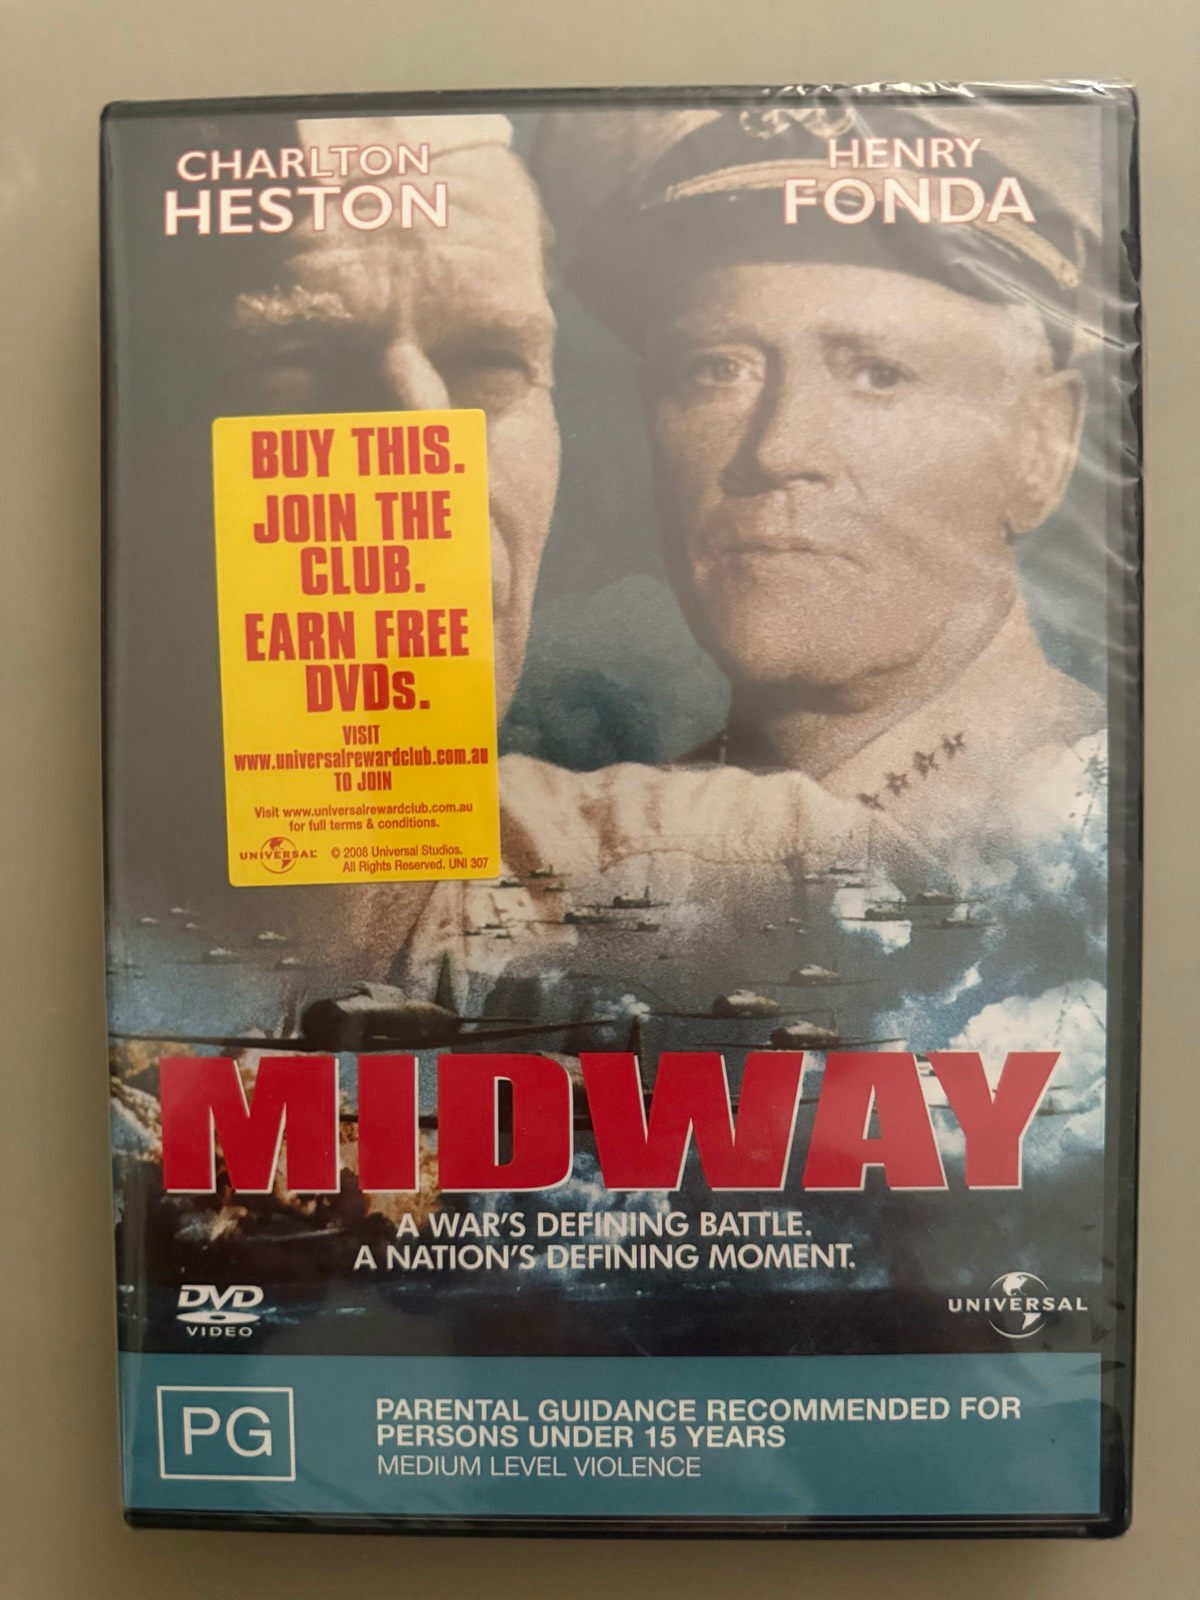 CHARLTON
HESTON
HENRY
FONDA
BUY THIS.
JOIN THE
CLUB.
EARN FREE
DVDs.
VISIT
www.universalrewardclub.com.au
TO JOIN
Visit www.universalrewardclub.com.au
for full terms & conditions.
UNIVERSAL
© 2008 Universal Studios.
All Rights Reserved. UNI 307
MIDWAY
A WAR'S DEFINING BATTLE.
A NATION'S DEFINING MOMENT.
DVD
VIDEO
UNIVERSAL
PG
PARENTAL GUIDANCE RECOMMENDED FOR
PERSONS UNDER 15 YEARS
MEDIUM LEVEL VIOLENCE